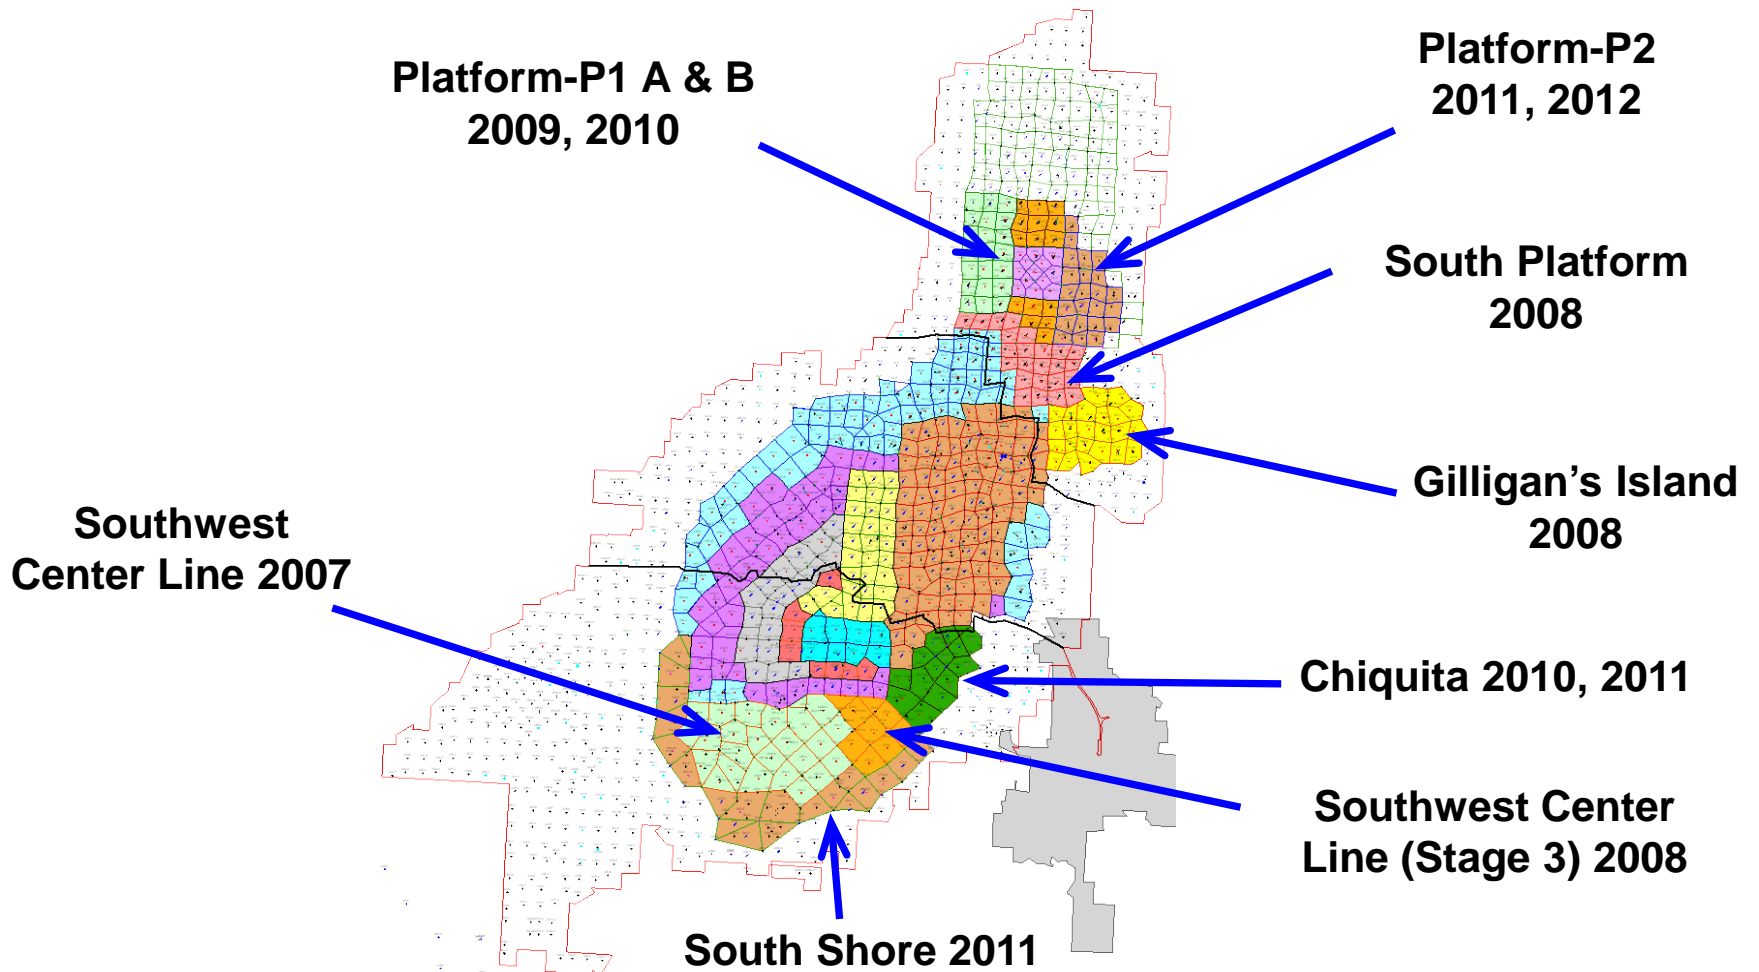 Platform-P1 A & B
2009, 2010
Platform-P2
2011, 2012
South Platform
2008
Gilligan’s Island
2008
Southwest
Center Line 2007
Chiquita 2010, 2011
Southwest Center
Line (Stage 3) 2008
South Shore 2011